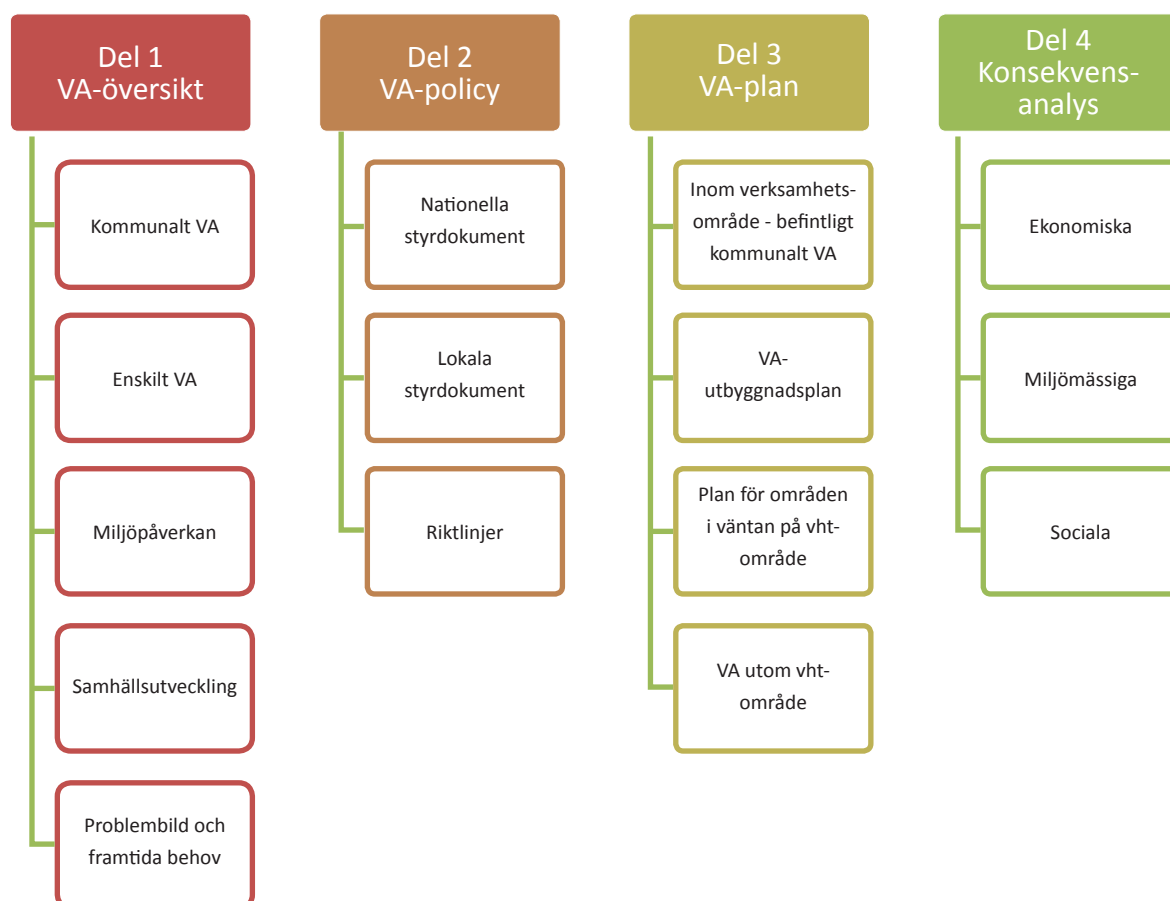 Del 1
VA-översikt
Kommunalt VA
Enskilt VA
Miljöpåverkan
Samhällsutveckling
Problembild och
framtida behov
Del 2
VA-policy
Nationella
styrdokument
Lokala
styrdokument
Riktlinjer
Del 3
VA-plan
Inom verksamhets-
område - befintligt
kommunalt VA
VA-
utbyggnadsplan
Plan för områden
i väntan på vht-
område
VA utom vht-
område
Del 4
Konsekvens-
analys
Ekonomiska
Miljömässiga
Sociala